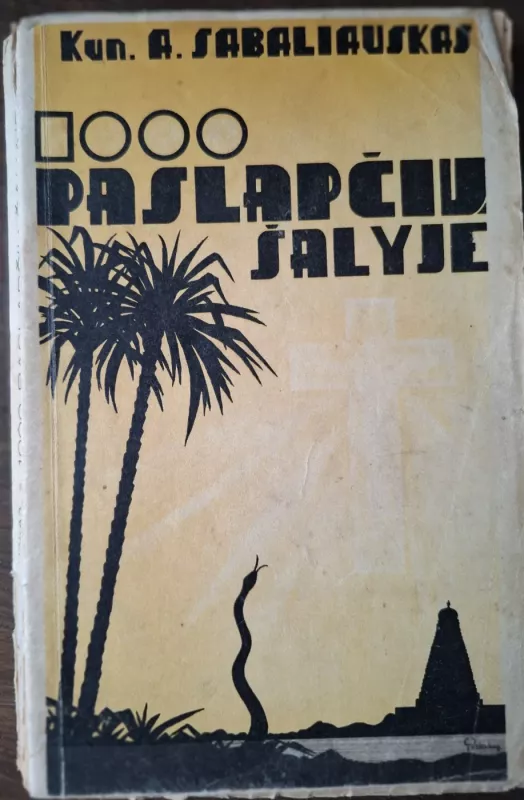 Kun. A. SABALIAUSKAS
1000
PASLAPČIŲ
ŠALYJE